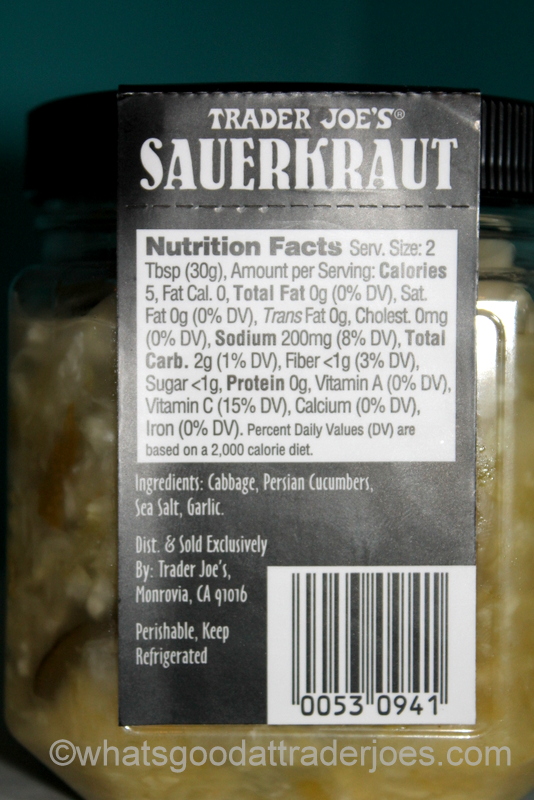 TRADER JOE'S®
SAUERKRAUT
Nutrition Facts Serv. Size: 2
Tbsp (30g), Amount per Serving: Calories
5, Fat Cal. 0, Total Fat 0g (0% DV), Sat.
Fat 0g (0% DV), Trans Fat 0g, Cholest. 0mg
(0% DV), Sodium 200mg (8% DV), Total
Carb. 2g (1% DV), Fiber <1g (3% DV),
Sugar <1g, Protein 0g, Vitamin A (0% DV),
Vitamin C (15% DV), Calcium (0% DV),
Iron (0% DV). Percent Daily Values (DV) are
based on a 2,000 calorie diet.
Ingredients: Cabbage, Persian Cucumbers,
Sea Salt, Garlic.
Dist. & Sold Exclusively
By: Trader Joe's,
Monrovia, CA 91016
Perishable, Keep
Refrigerated
0053 0941
©whatsgoodattraderjoes.com